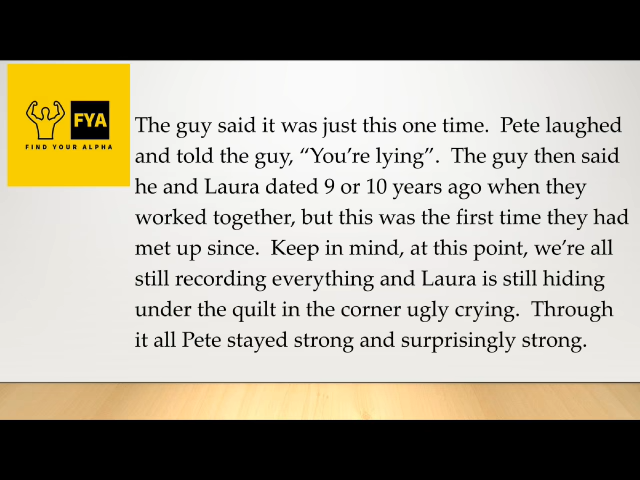 FYA
FIND YOUR ALPHA
The guy said it was just this one time.  Pete laughed
and told the guy, “You’re lying”.  The guy then said
he and Laura dated 9 or 10 years ago when they
worked together, but this was the first time they had
met up since.  Keep in mind, at this point, we’re all
still recording everything and Laura is still hiding
under the quilt in the corner ugly crying.  Through
it all Pete stayed strong and surprisingly strong.